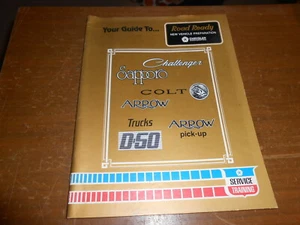 Your Guide To...
Road Ready
NEW VEHICLE PREPARATION
CHRYSLER
Challenger
Sapporo
COLT
ARROW
Trucks
D-50
ARROW
pick-up
SERVICE
TRAINING